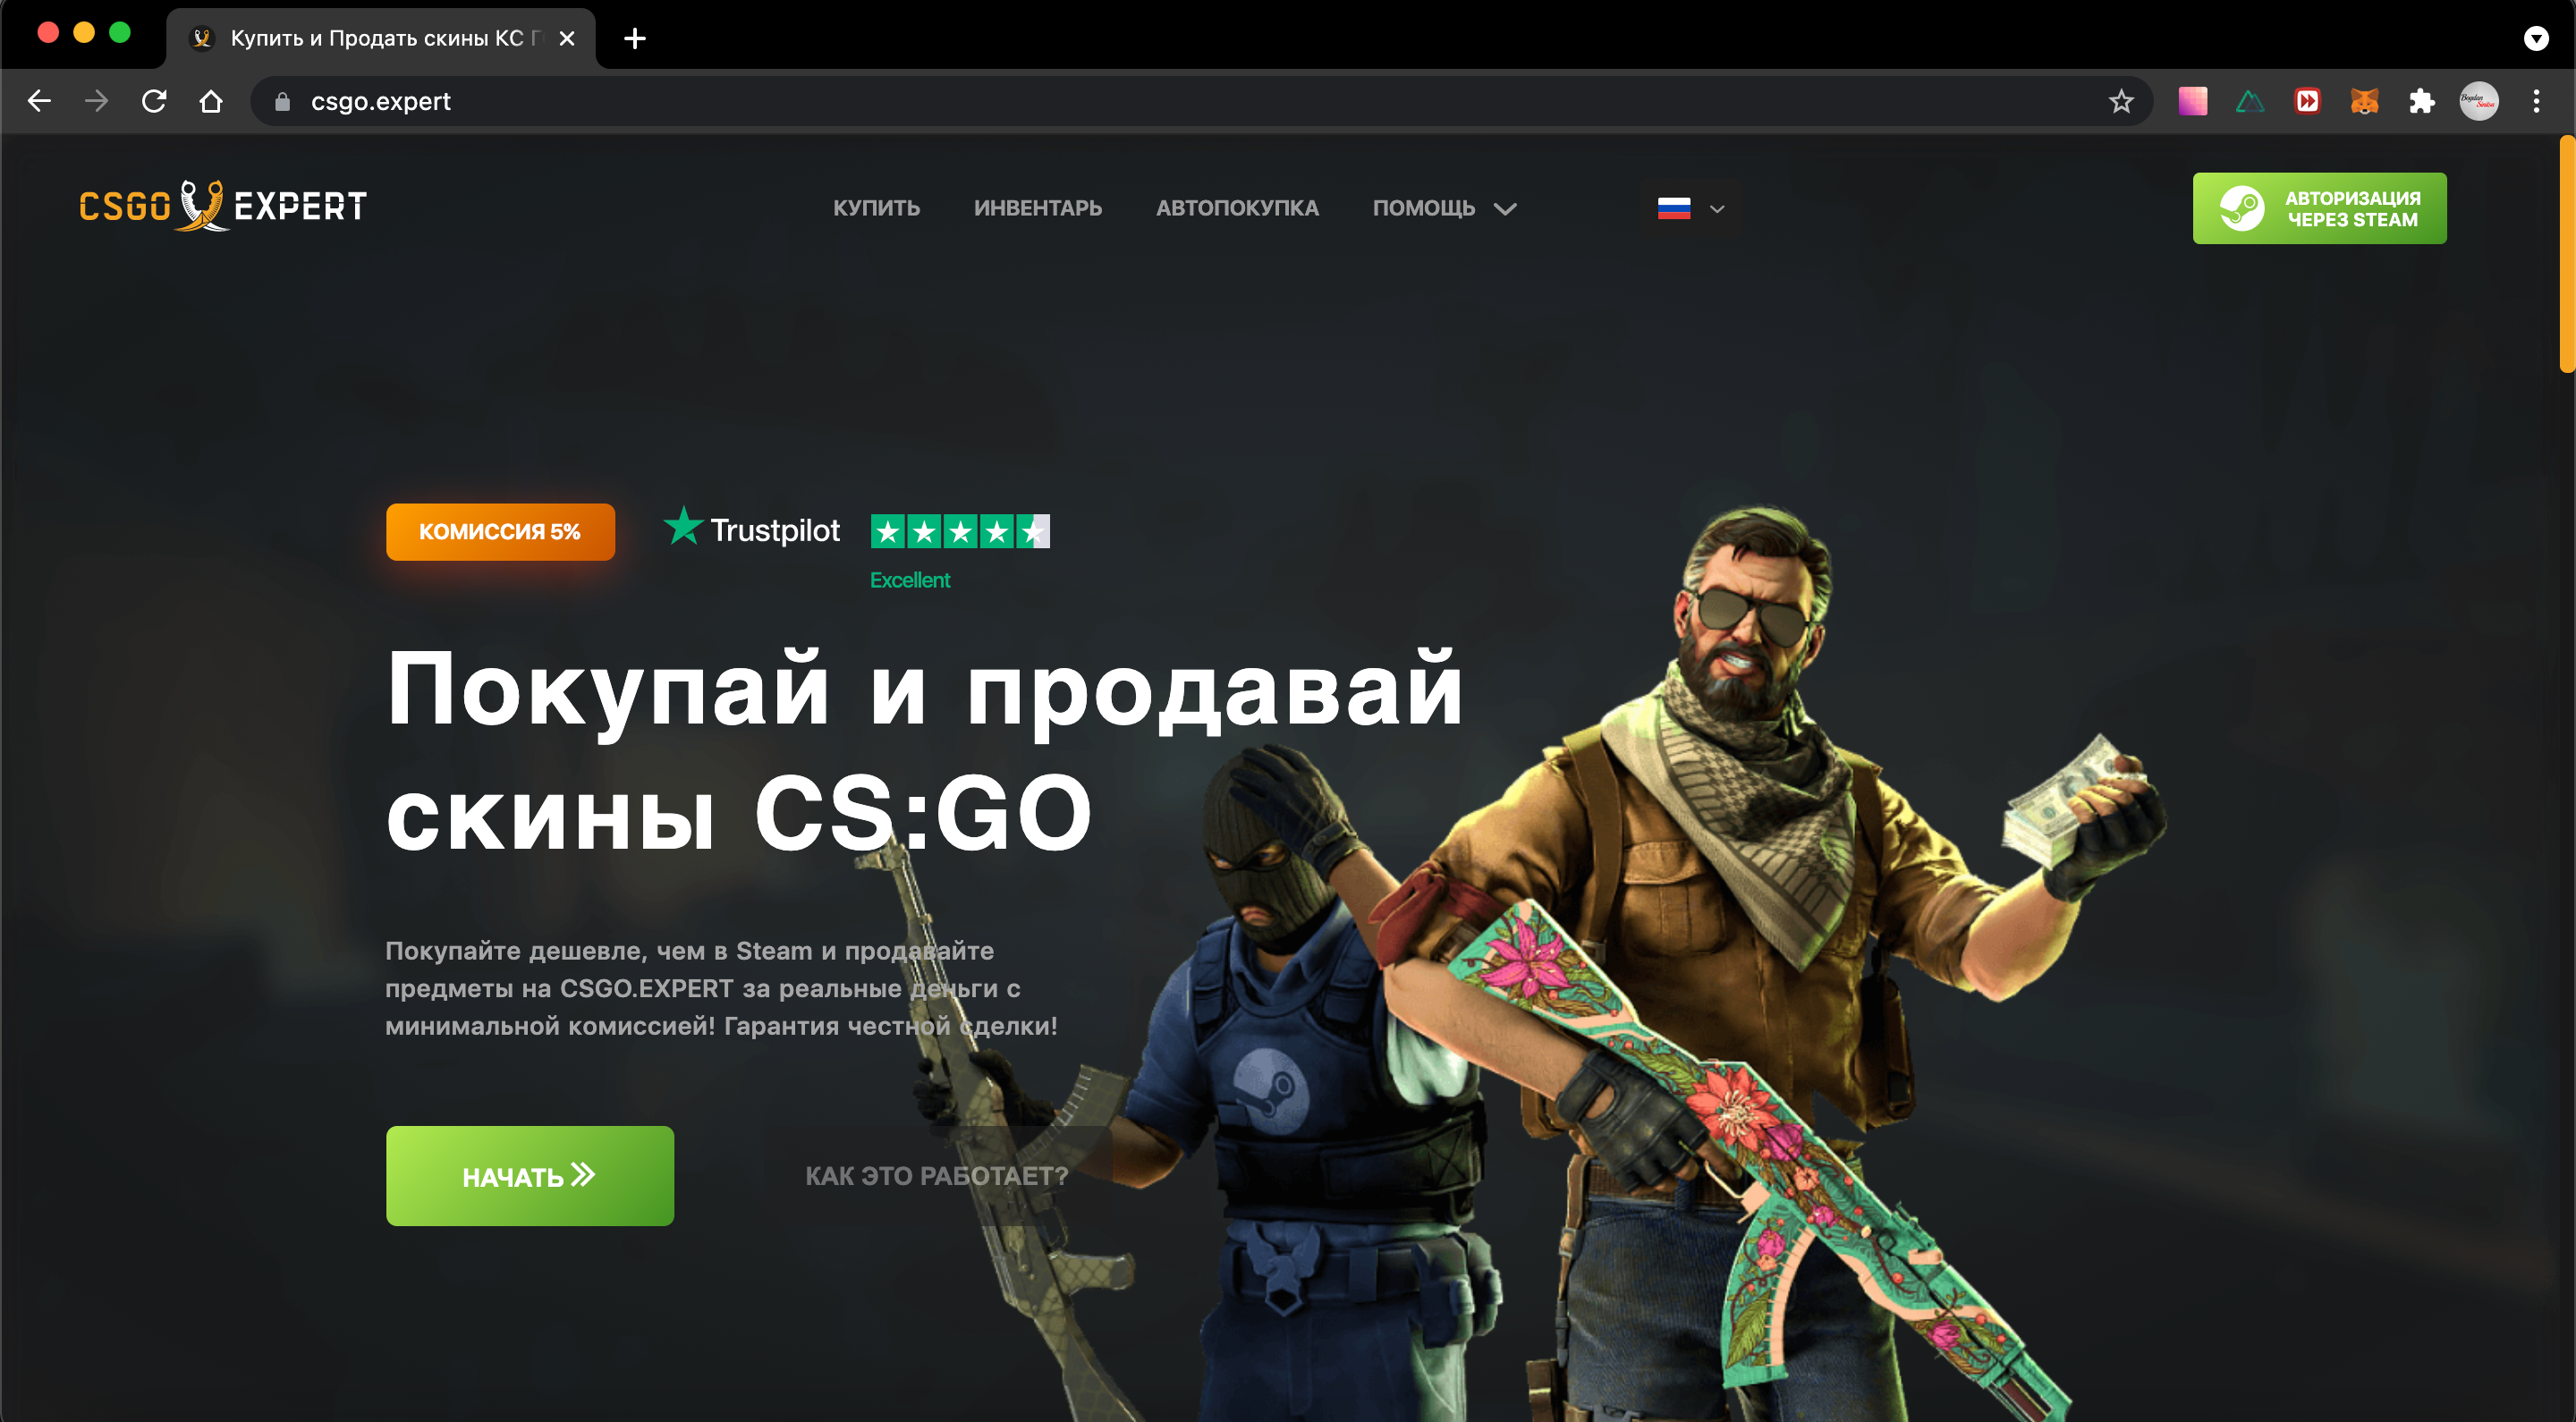 Купить и Продать скины КС Г
csgo.expert
CSGO EXPERT
КУПИТЬ
ИНВЕНТАРЬ
АВТОПОКУПКА
ПОМОЩЬ
АВТОРИЗАЦИЯ
ЧЕРЕЗ STEAM
КОМИССИЯ 5%
Trustpilot
Excellent
Покупай и продавай
скины CS:GO
Покупайте дешевле, чем в Steam и продавайте
предметы на CSGO.EXPERT за реальные деньги с
минимальной комиссией! Гарантия честной сделки!
НАЧАТЬ
КАК ЭТО РАБОТАЕТ?